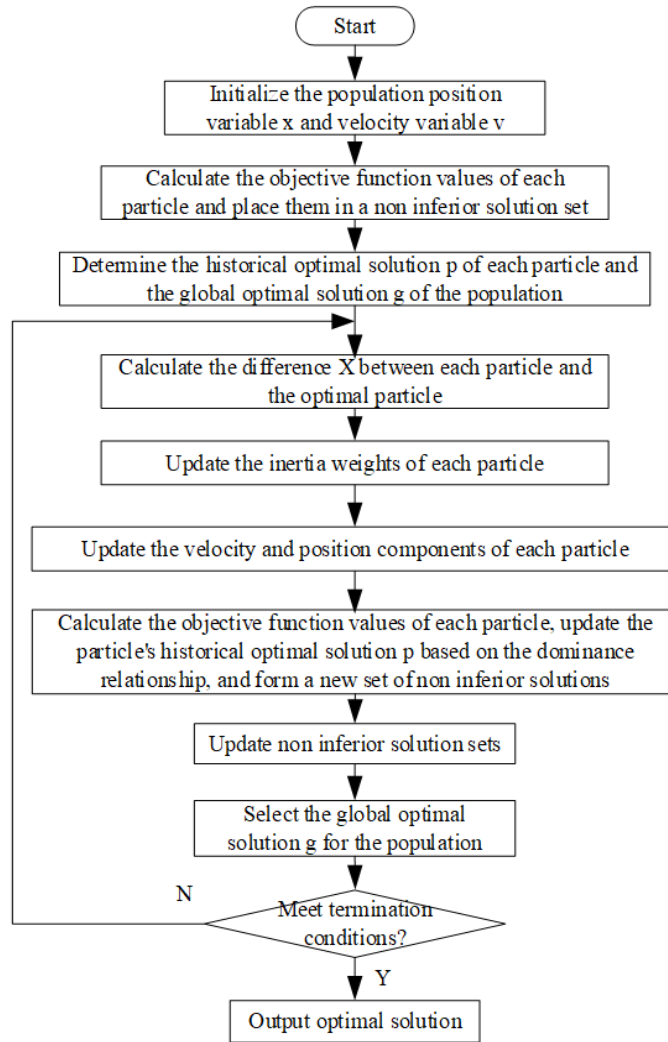 Start
Initialize the population position
variable x and velocity variable v
Calculate the objective function values of each
particle and place them in a non inferior solution set
Determine the historical optimal solution p of each particle and
the global optimal solution g of the population
Calculate the difference X between each particle and
the optimal particle
Update the inertia weights of each particle
Update the velocity and position components of each particle
Calculate the objective function values of each particle, update the
particle's historical optimal solution p based on the dominance
relationship, and form a new set of non inferior solutions
Update non inferior solution sets
Select the global optimal
solution g for the population
N
Meet termination
conditions?
Y
Output optimal solution